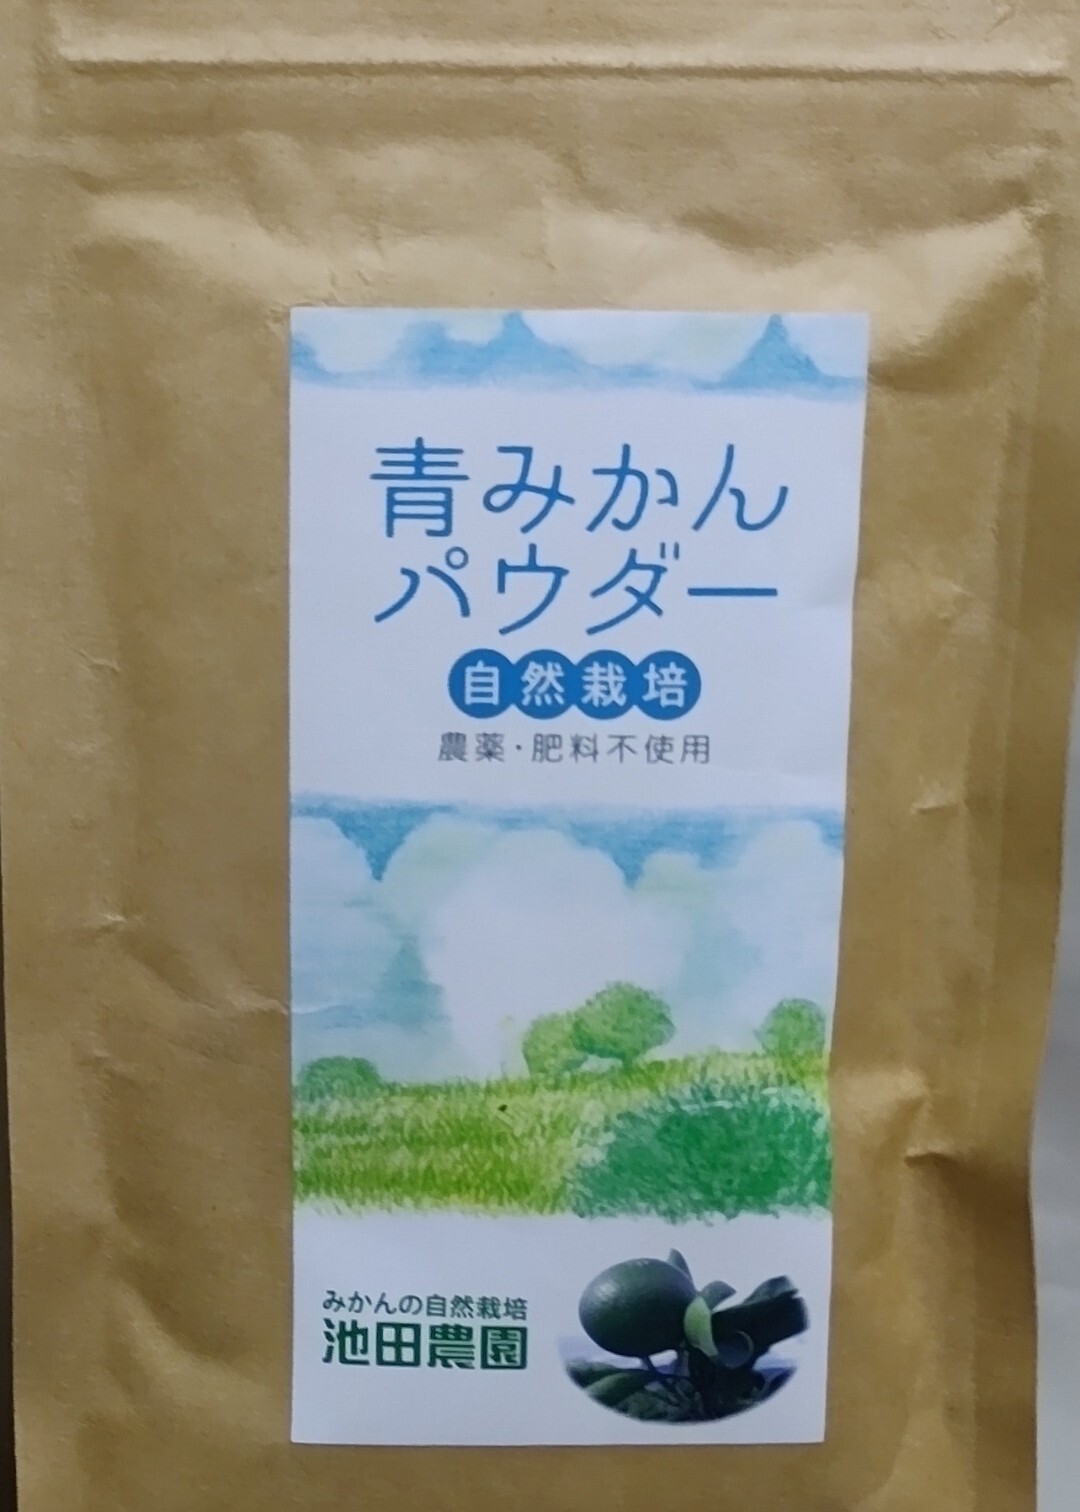 青みかん
パウダー
自然栽培
農薬・肥料不使用
みかんの自然栽培
池田農園